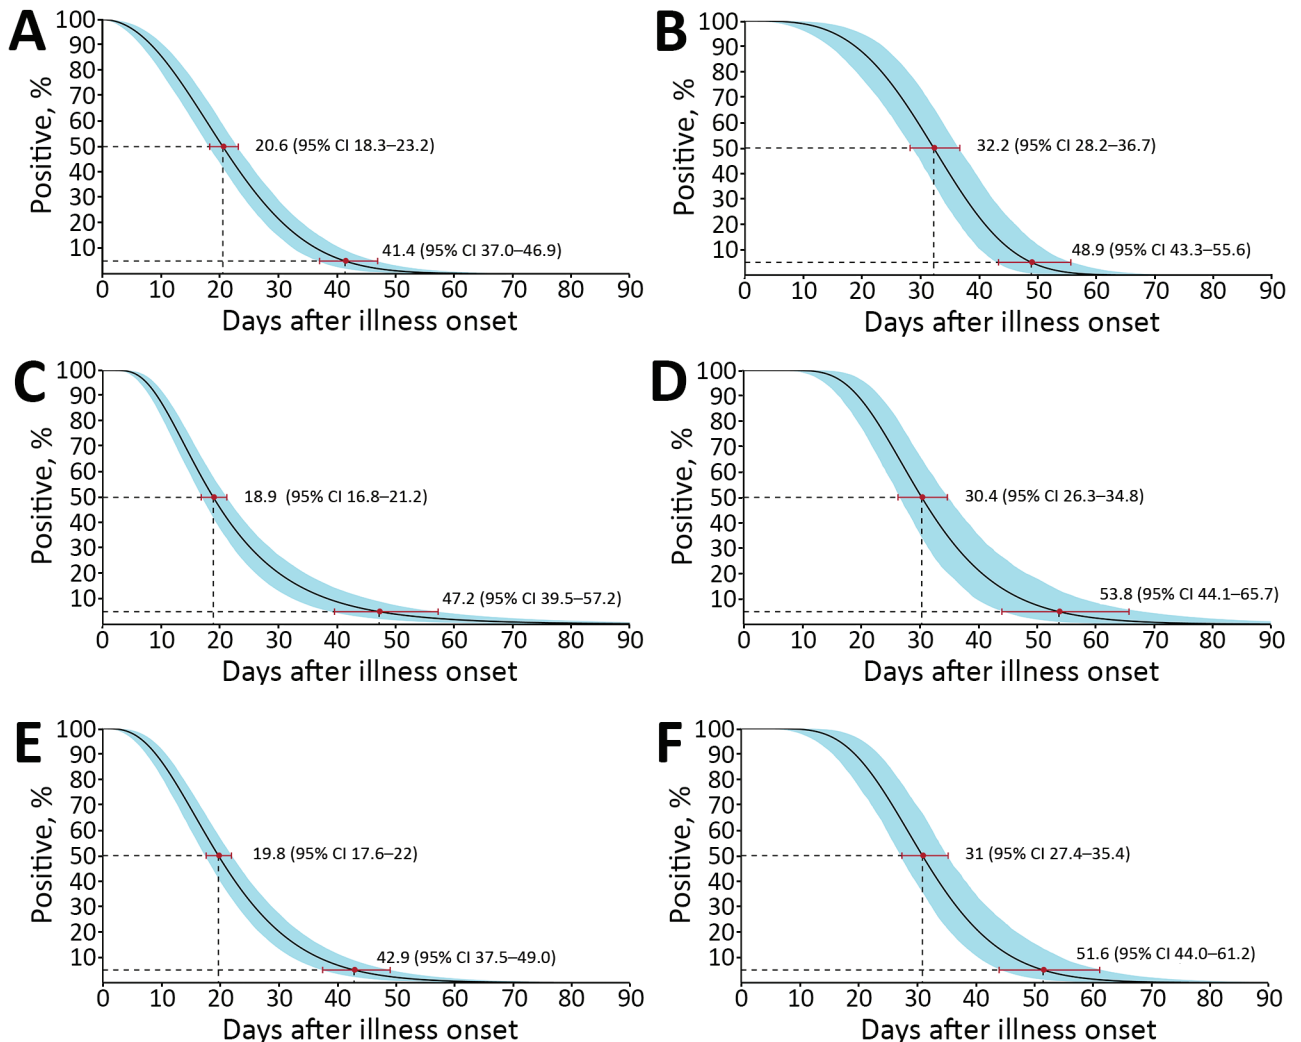 A
Positive, %
100
90
80
70
60
50
40
30
20
10
20.6 (95% CI 18.3–23.2)
41.4 (95% CI 37.0–46.9)
0 10 20 30 40 50 60 70 80 90
Days after illness onset
B
Positive, %
100
90
80
70
60
50
40
30
20
10
32.2 (95% CI 28.2–36.7)
48.9 (95% CI 43.3–55.6)
0 10 20 30 40 50 60 70 80 90
Days after illness onset
C
Positive, %
100
90
80
70
60
50
40
30
20
10
18.9 (95% CI 16.8–21.2)
47.2 (95% CI 39.5–57.2)
0 10 20 30 40 50 60 70 80 90
Days after illness onset
D
Positive, %
100
90
80
70
60
50
40
30
20
10
30.4 (95% CI 26.3–34.8)
53.8 (95% CI 44.1–65.7)
0 10 20 30 40 50 60 70 80 90
Days after illness onset
E
Positive, %
100
90
80
70
60
50
40
30
20
10
19.8 (95% CI 17.6–22)
42.9 (95% CI 37.5–49.0)
0 10 20 30 40 50 60 70 80 90
Days after illness onset
F
Positive, %
100
90
80
70
60
50
40
30
20
10
31 (95% CI 27.4–35.4)
51.6 (95% CI 44.0–61.2)
0 10 20 30 40 50 60 70 80 90
Days after illness onset